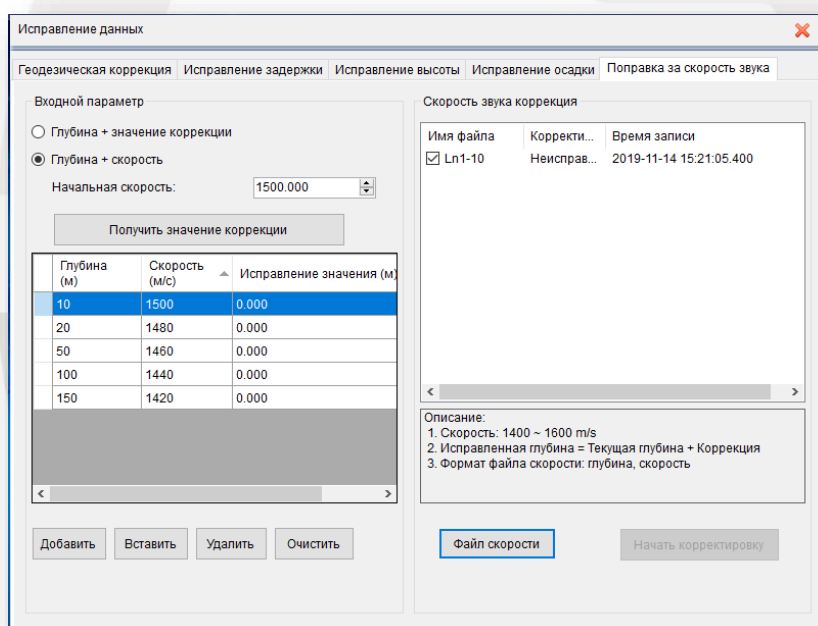 Исправление данных
Геодезическая коррекция Исправление задержки Исправление высоты Исправление осадки Поправка за скорость звука
Входной параметр
Глубина + значение коррекции
Глубина + скорость
Начальная скорость: 1500.000
Получить значение коррекции
Глубина (м) Скорость (м/с) Исправление значения (м)
10 1500 0.000
20 1480 0.000
50 1460 0.000
100 1440 0.000
150 1420 0.000
Добавить Вставить Удалить Очистить
Скорость звука коррекция
Имя файла Корректи... Время записи
Ln1-10 Неисправ... 2019-11-14 15:21:05.400
Описание:
1. Скорость: 1400 ~ 1600 m/s
2. Исправленная глубина = Текущая глубина + Коррекция
3. Формат файла скорости: глубина, скорость
Файл скорости Начать корректировку